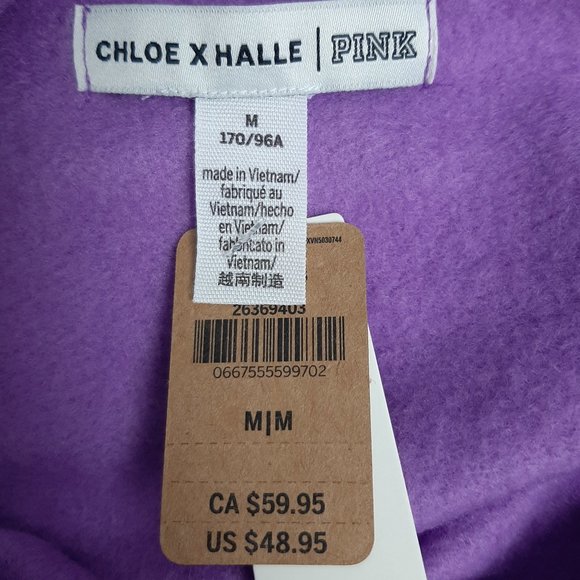 CHLOE X HALLE | PINK
M
170/96A
made in Vietnam/
fabriqué au
Vietnam/hecho
en Vietnam/
fabbricato in
Vietnam/
越南制造
XVN5030744
26369403
0667555599702
M|M
CA $59.95
US $48.95